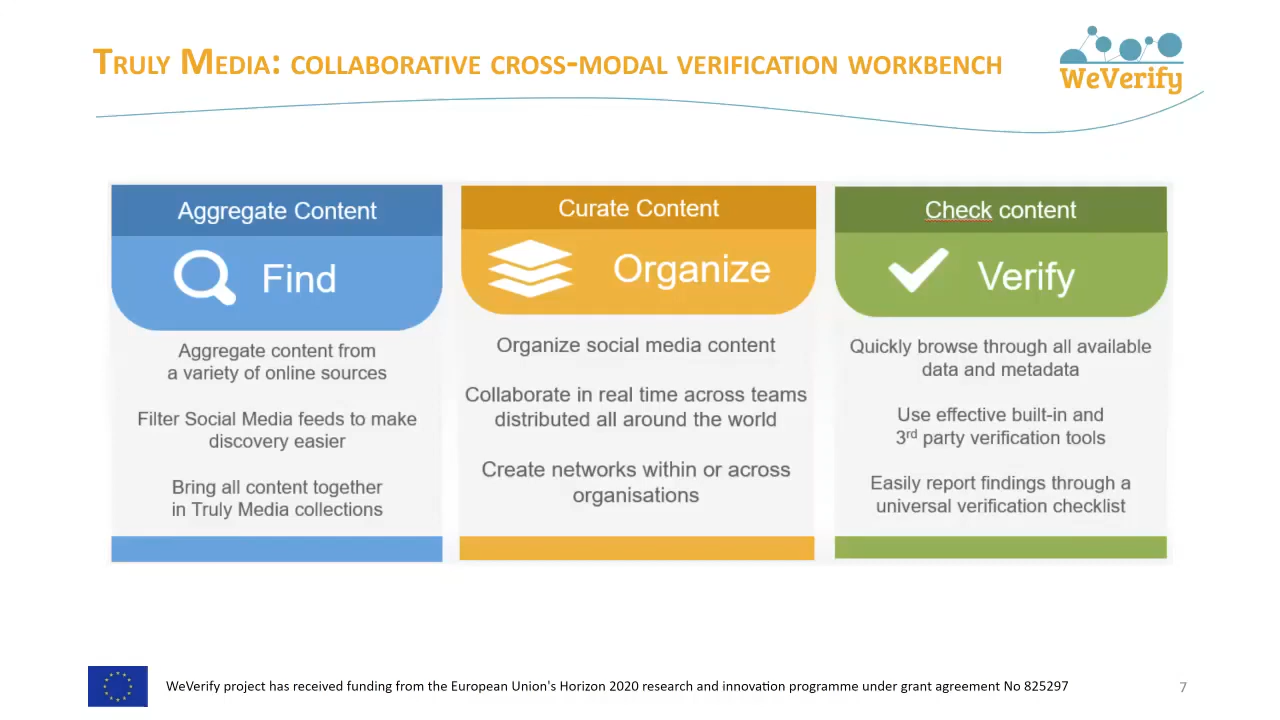 Truly Media: collaborative cross-modal verification workbench
WeVerify
Aggregate Content
Find
Aggregate content from
a variety of online sources
Filter Social Media feeds to make
discovery easier
Bring all content together
in Truly Media collections
Curate Content
Organize
Organize social media content
Collaborate in real time across teams
distributed all around the world
Create networks within or across
organisations
Check content
Verify
Quickly browse through all available
data and metadata
Use effective built-in and
3rd party verification tools
Easily report findings through a
universal verification checklist
WeVerify project has received funding from the European Union's Horizon 2020 research and innovation programme under grant agreement No 825297
7